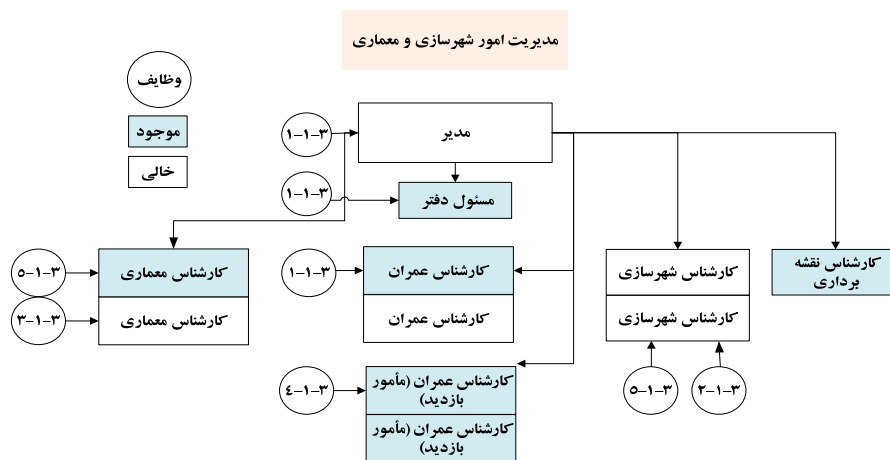 مدیریت امور شهرسازی و معماری
وظایف
موجود
خالی
۳-۱-۱
مدیر
۳-۱-۱
مسئول دفتر
کارشناس نقشه
برداری
کارشناس شهرسازی
کارشناس شهرسازی
۳-۱-۲
۳-۱-۵
کارشناس عمران
کارشناس عمران
۳-۱-۱
کارشناس عمران (مأمور
بازدید)
کارشناس عمران (مأمور
بازدید)
۳-۱-۴
کارشناس معماری
کارشناس معماری
۳-۱-۵
۳-۱-۳